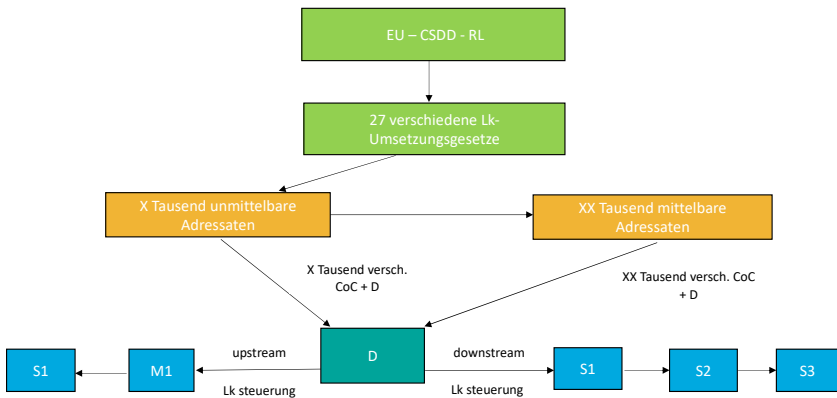 EU – CSDD - RL
27 verschiedene Lk-
Umsetzungsgesetze
X Tausend unmittelbare
Adressaten
XX Tausend mittelbare
Adressaten
X Tausend versch.
CoC + D
XX Tausend versch. CoC
+ D
S1
M1
upstream
Lk steuerung
D
downstream
Lk steuerung
S1
S2
S3